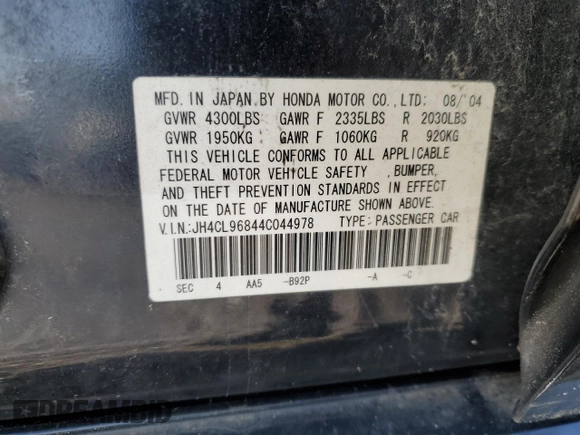 MFD. IN JAPAN BY HONDA MOTOR CO., LTD: 08/'04
GVWR 4300LBS GAWR F 2335LBS R 2030LBS
GVWR 1950KG GAWR F 1060KG R 920KG
THIS VEHICLE CONFORMS TO ALL APPLICABLE
FEDERAL MOTOR VEHICLE SAFETY , BUMPER,
AND THEFT PREVENTION STANDARDS IN EFFECT
ON THE DATE OF MANUFACTURE SHOWN ABOVE.
V.I.N:JH4CL96844C044978 TYPE: PASSENGER CAR
SEC 4 AA5 -B92P -A -C
DREAMBID